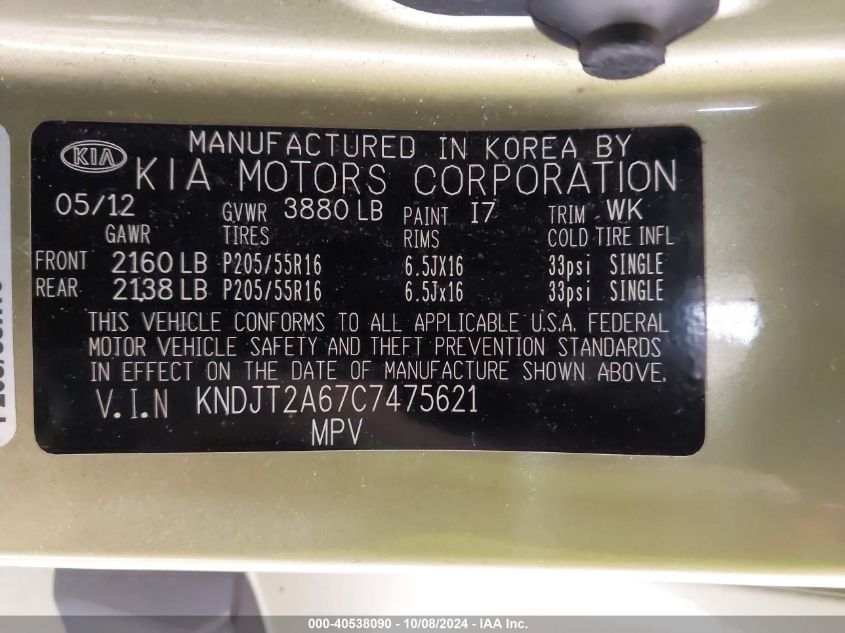 MANUFACTURED IN KOREA BY
KIA KIA MOTORS CORPORATION
05/12 GVWR 3880 LB PAINT I7 TRIM WK
GAWR TIRES RIMS COLD TIRE INFL
FRONT 2160 LB P205/55R16 6.5JX16 33psi SINGLE
REAR 2138 LB P205/55R16 6.5Jx16 33psi SINGLE
THIS VEHICLE CONFORMS TO ALL APPLICABLE U.S.A. FEDERAL
MOTOR VEHICLE SAFETY AND THEFT PREVENTION STANDARDS
IN EFFECT ON THE DATE OF MANUFACTURE SHOWN ABOVE.
V.I.N KNDJT2A67C7475621
MPV
000-40538090 - 10/08/2024 - IAA Inc.